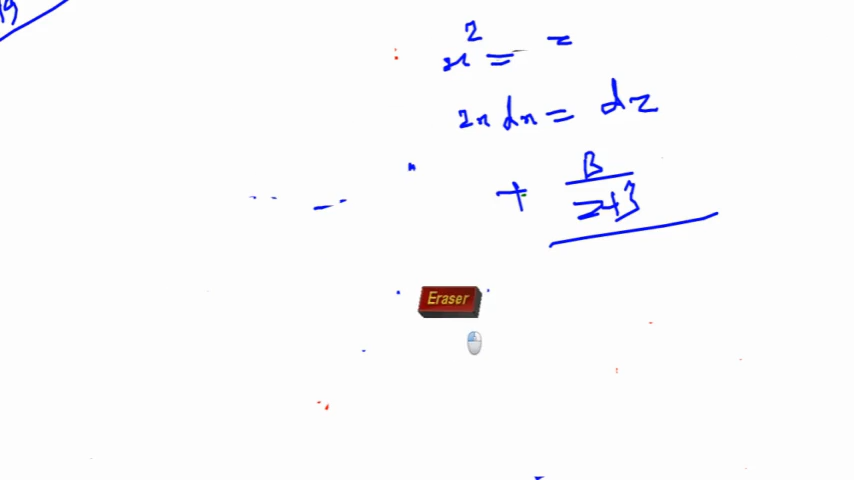 x² = z
2x dx = dz
+ B/(z+3)
Eraser